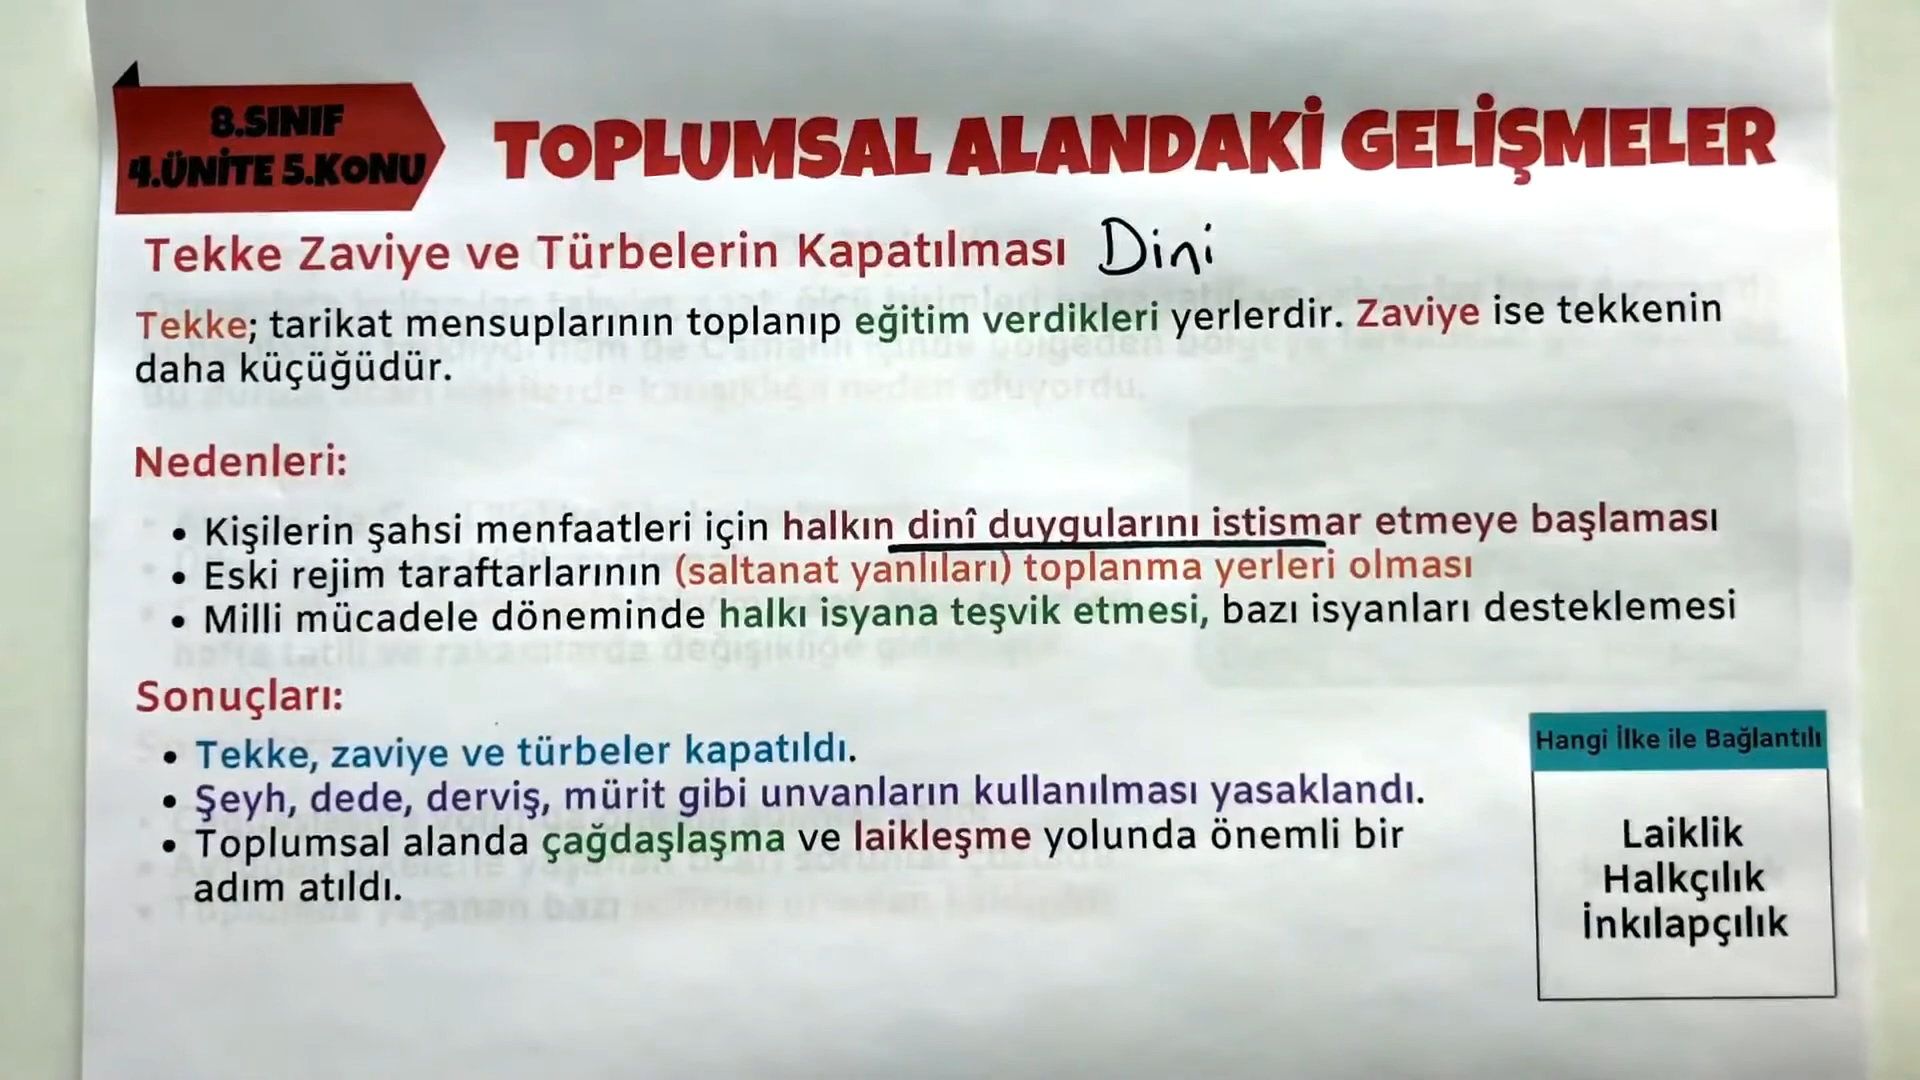 8.SINIF
4.ÜNİTE 5.KONU
TOPLUMSAL ALANDAKİ GELİŞMELER
Tekke Zaviye ve Türbelerin Kapatılması Dini
Tekke; tarikat mensuplarının toplanıp eğitim verdikleri yerlerdir. Zaviye ise tekkenin
daha küçüğüdür.
Nedenleri:
• Kişilerin şahsi menfaatleri için halkın dinî duygularını istismar etmeye başlaması
• Eski rejim taraftarlarının (saltanat yanlıları) toplanma yerleri olması
• Milli mücadele döneminde halkı isyana teşvik etmesi, bazı isyanları desteklemesi
Sonuçları:
• Tekke, zaviye ve türbeler kapatıldı.
• Şeyh, dede, derviş, mürit gibi unvanların kullanılması yasaklandı.
• Toplumsal alanda çağdaşlaşma ve laikleşme yolunda önemli bir
adım atıldı.
Hangi İlke ile Bağlantılı
Laiklik
Halkçılık
İnkılapçılık